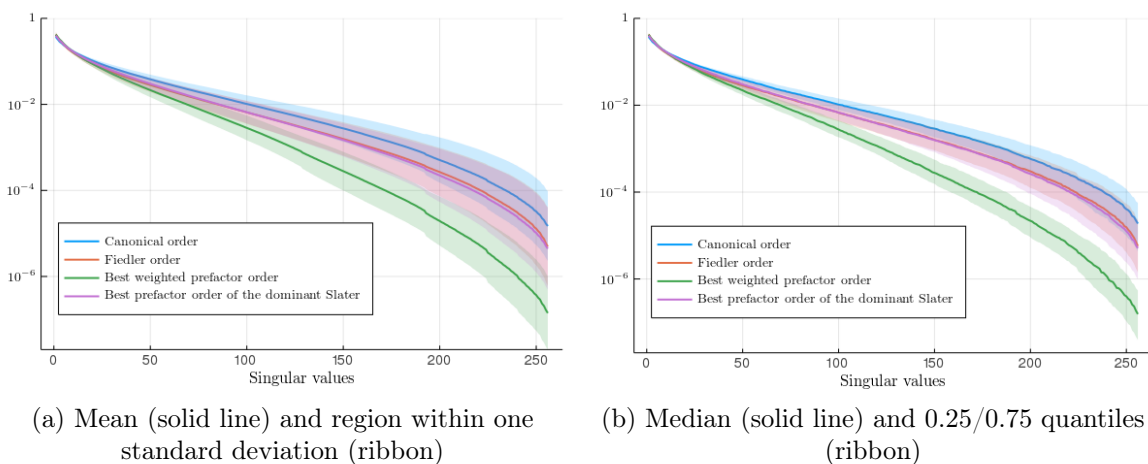 1
10^-2
10^-4
10^-6
Canonical order
Fiedler order
Best weighted prefactor order
Best prefactor order of the dominant Slater
0 50 100 150 200 250
Singular values
(a) Mean (solid line) and region within one
standard deviation (ribbon)
1
10^-2
10^-4
10^-6
Canonical order
Fiedler order
Best weighted prefactor order
Best prefactor order of the dominant Slater
0 50 100 150 200 250
Singular values
(b) Median (solid line) and 0.25/0.75 quantiles
(ribbon)